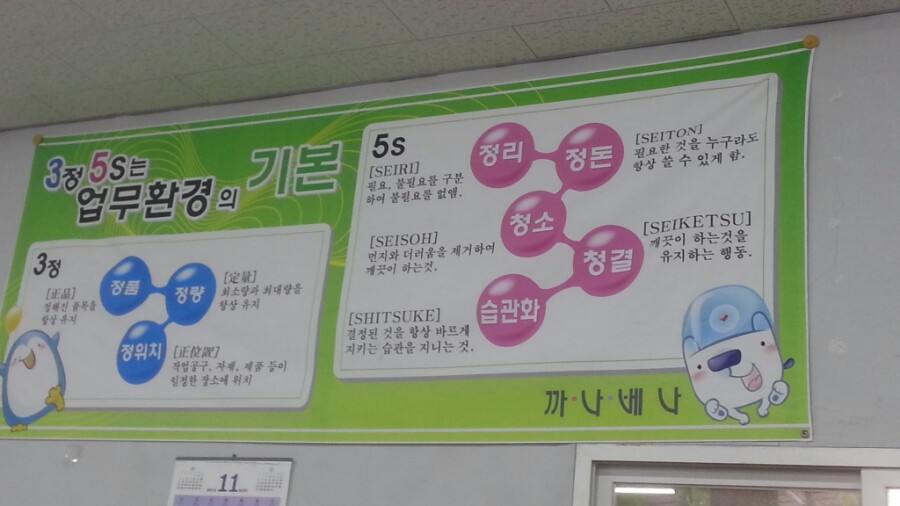 3정 5S는
업무환경의 기본
3정
정품
정량
정위치
[正品]
정해진 품목을
항상 유지
[定量]
최소량과 최대량을
항상 유지
[正位置]
작업공구, 자재, 제품 등이
일정한 장소에 위치
5S
정리
정돈
청소
청결
습관화
[SEIRI]
필요, 불필요를 구분
하여 불필요를 없앰.
[SEITON]
필요한 것을 누구라도
항상 쓸 수 있게 함.
[SEISOH]
먼지와 더러움을 제거하여
깨끗이 하는것.
[SEIKETSU]
깨끗이 하는것을
유지하는 행동.
[SHITSUKE]
결정된 것을 항상 바르게
지키는 습관을 지니는 것.
11